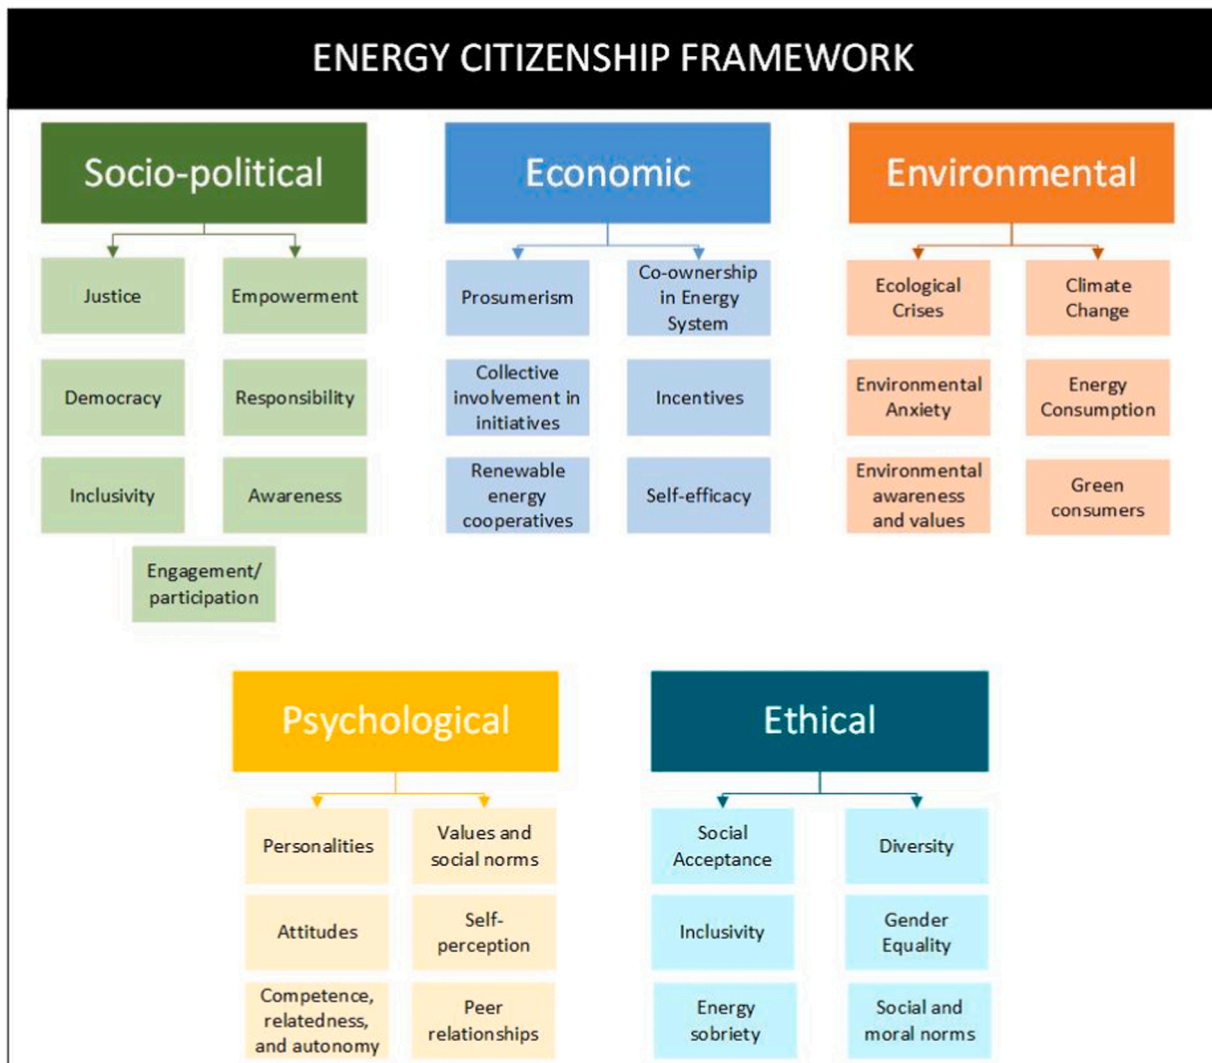 ENERGY CITIZENSHIP FRAMEWORK
Socio-political
Justice
Empowerment
Democracy
Responsibility
Inclusivity
Awareness
Engagement/
participation
Economic
Prosumerism
Co-ownership
in Energy
System
Collective
involvement in
initiatives
Incentives
Renewable
energy
cooperatives
Self-efficacy
Environmental
Ecological
Crises
Climate
Change
Environmental
Anxiety
Energy
Consumption
Environmental
awareness
and values
Green
consumers
Psychological
Personalities
Values and
social norms
Attitudes
Self-
perception
Competence,
relatedness,
and autonomy
Peer
relationships
Ethical
Social
Acceptance
Diversity
Inclusivity
Gender
Equality
Energy
sobriety
Social and
moral norms